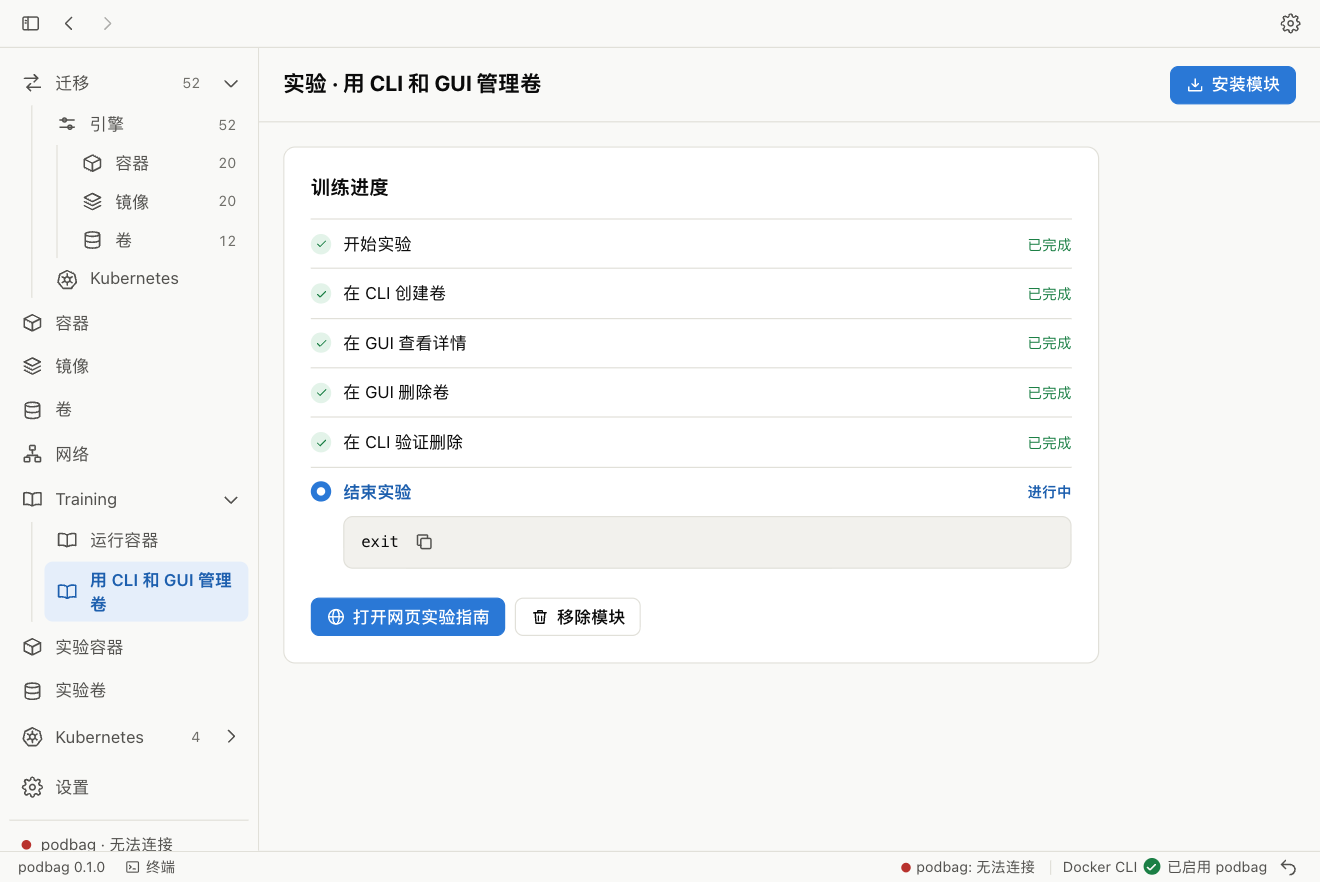 迁移 52
引擎 52
容器 20
镜像 20
卷 12
Kubernetes
容器
镜像
卷
网络
Training
运行容器
用 CLI 和 GUI 管理
卷
实验容器
实验卷
Kubernetes 4
设置
podbag · 无法连接
实验 · 用 CLI 和 GUI 管理卷
安装模块
训练进度
开始实验 已完成
在 CLI 创建卷 已完成
在 GUI 查看详情 已完成
在 GUI 删除卷 已完成
在 CLI 验证删除 已完成
结束实验 进行中
exit
打开网页实验指南 移除模块
podbag 0.1.0 终端 podbag: 无法连接 Docker CLI 已启用 podbag